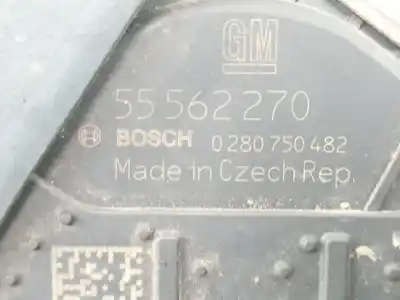 GM
55 562 270
BOSCH 0 280 750 482
Made in Czech Rep.